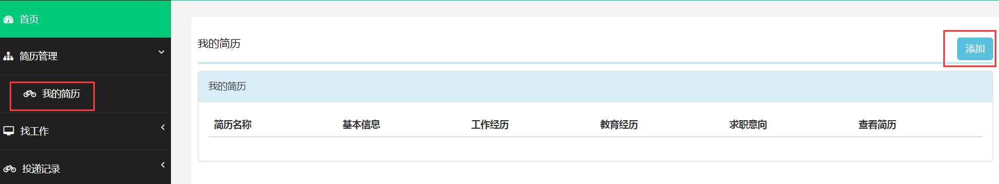 首页
简历管理
我的简历
找工作
投递记录
我的简历
添加
我的简历
简历名称 基本信息 工作经历 教育经历 求职意向 查看简历